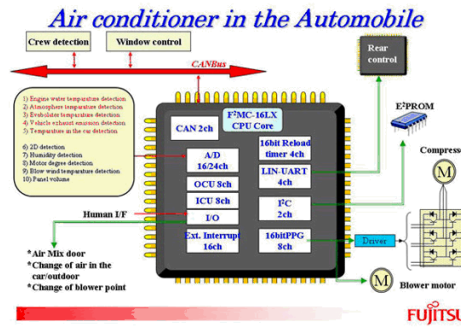 Air conditioner in the Automobile
Crew detection
Window control
CANBus
Rear
control
1) Engine water temperature detection
2) Atmosphere temperature detection
3) Evaboilator temperature detection
4) Vehicle exhaust emission detection
5) Temperature in the car detection
6) 2D detection
7) Humidity detection
8) Motor degree detection
9) Blow wind temperature detection
10) Panel volume
F²MC-16LX
CPU Core
CAN 2ch
A/D
16/24ch
OCU 8ch
ICU 8ch
I/O
Ext. Interrupt
16ch
16bit Reload
timer 4ch
LIN-UART
4ch
I²C
2ch
16bitPPG
8ch
E²PROM
Compress
M
Driver
Human I/F
*Air Mix door
*Change of air in the
car/outdoor
*Change of blower point
M
Blower motor
FUJITSU